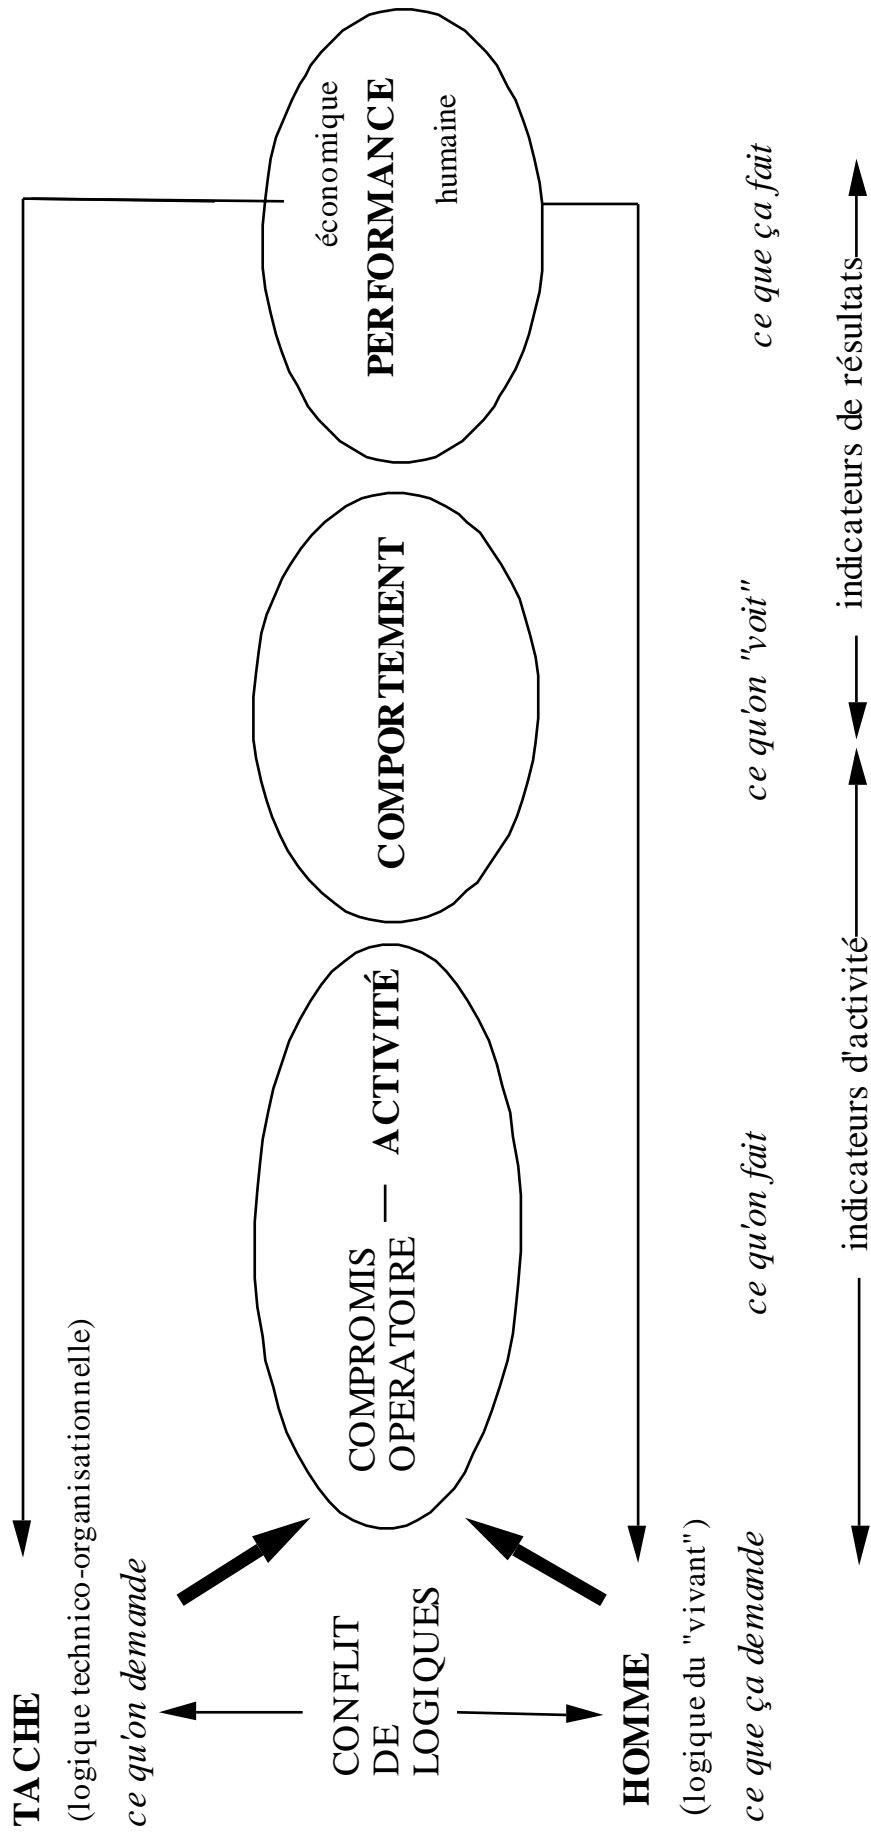 TACHE
(logique technico-organisationnelle)
ce qu'on demande
CONFLIT
DE
LOGIQUES
HOMME
(logique du "vivant")
ce que ça demande
COMPROMIS
OPERATOIRE — ACTIVITÉ
ce qu'on fait
COMPORTEMENT
ce qu'on "voit"
économique
PERFORMANCE
humaine
ce que ça fait
indicateurs d'activité
indicateurs de résultats